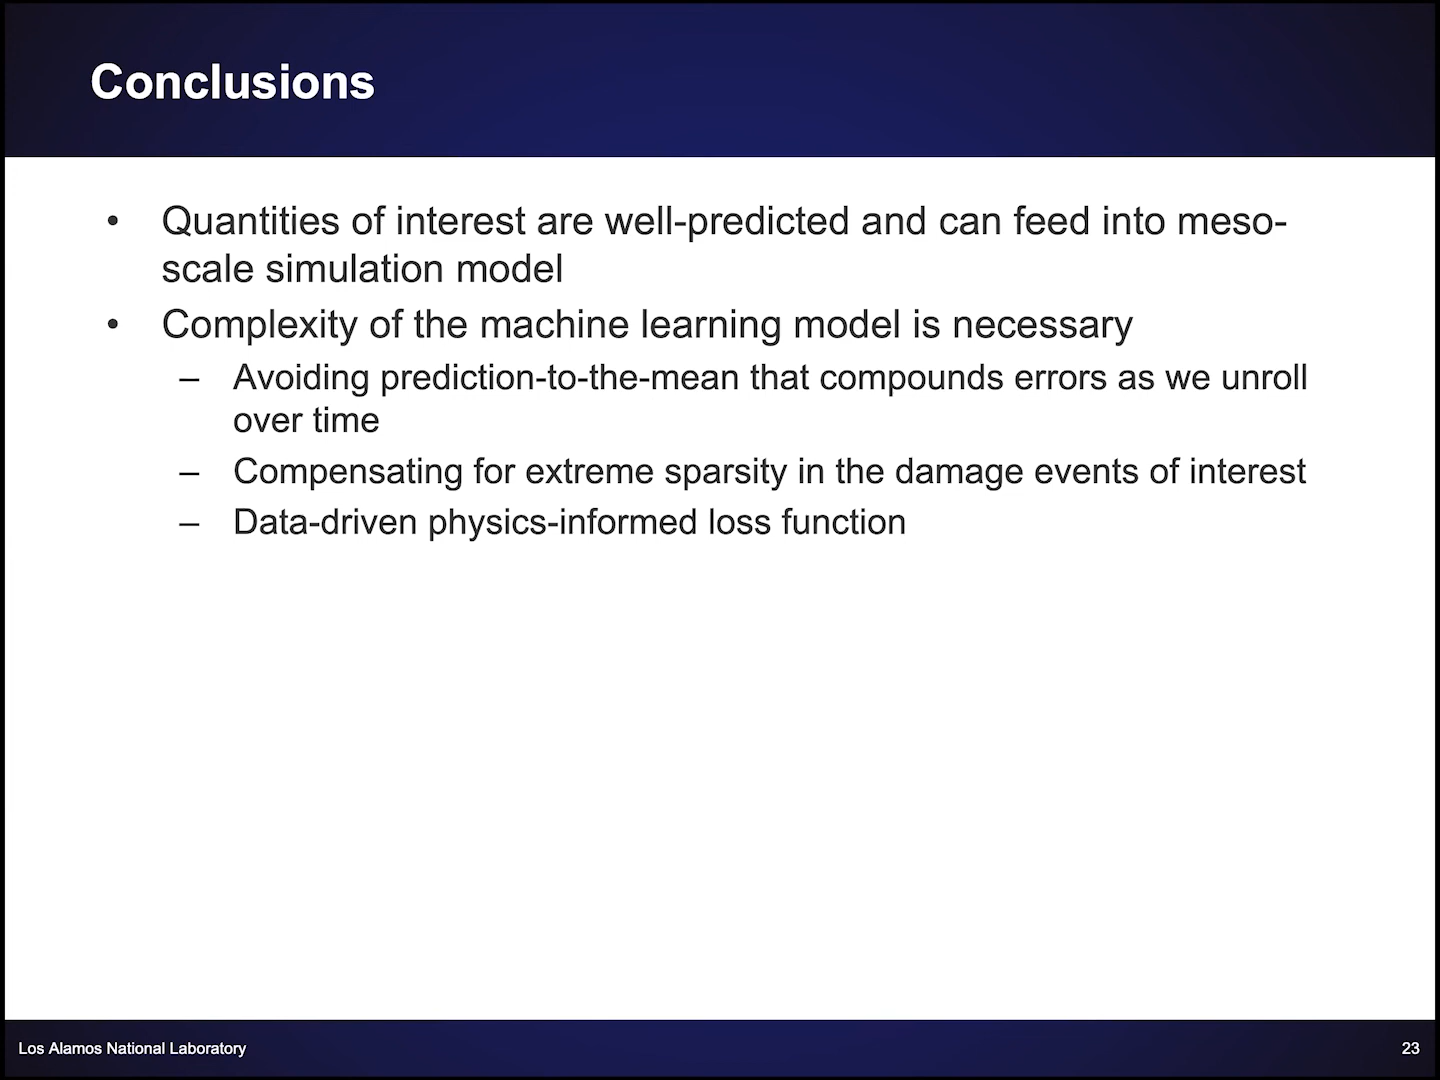 Conclusions
• Quantities of interest are well-predicted and can feed into meso-
scale simulation model
• Complexity of the machine learning model is necessary
– Avoiding prediction-to-the-mean that compounds errors as we unroll
over time
– Compensating for extreme sparsity in the damage events of interest
– Data-driven physics-informed loss function
Los Alamos National Laboratory
23